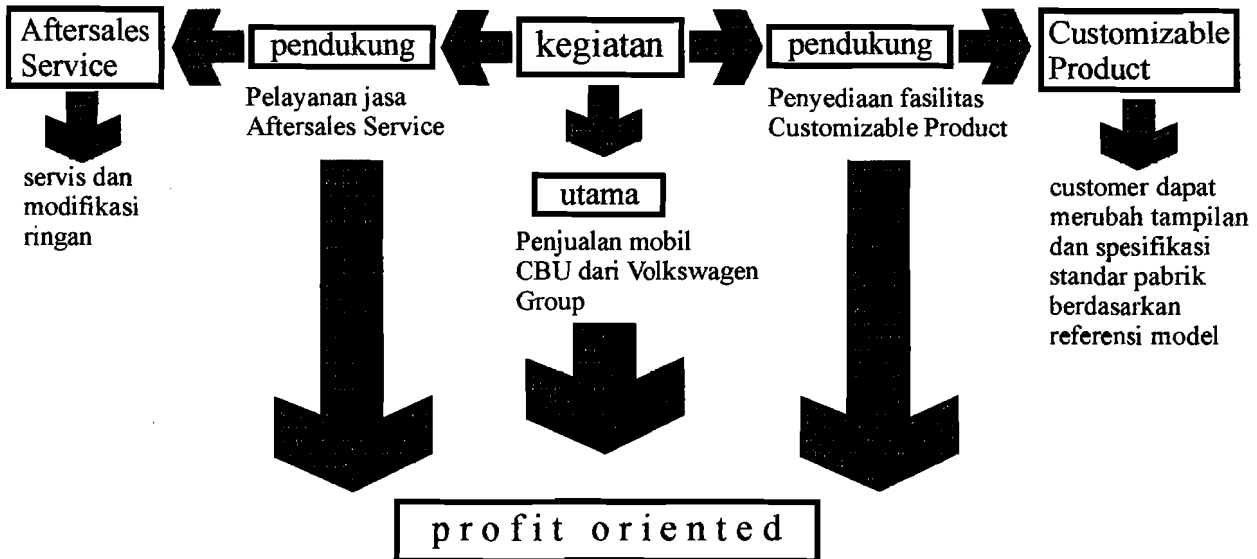 Aftersales
Service
pendukung
kegiatan
pendukung
Customizable
Product
Pelayanan jasa
Aftersales Service
Penyediaan fasilitas
Customizable Product
servis dan
modifikasi
ringan
utama
Penjualan mobil
CBU dari Volkswagen
Group
customer dapat
merubah tampilan
dan spesifikasi
standar pabrik
berdasarkan
referensi model
profit oriented